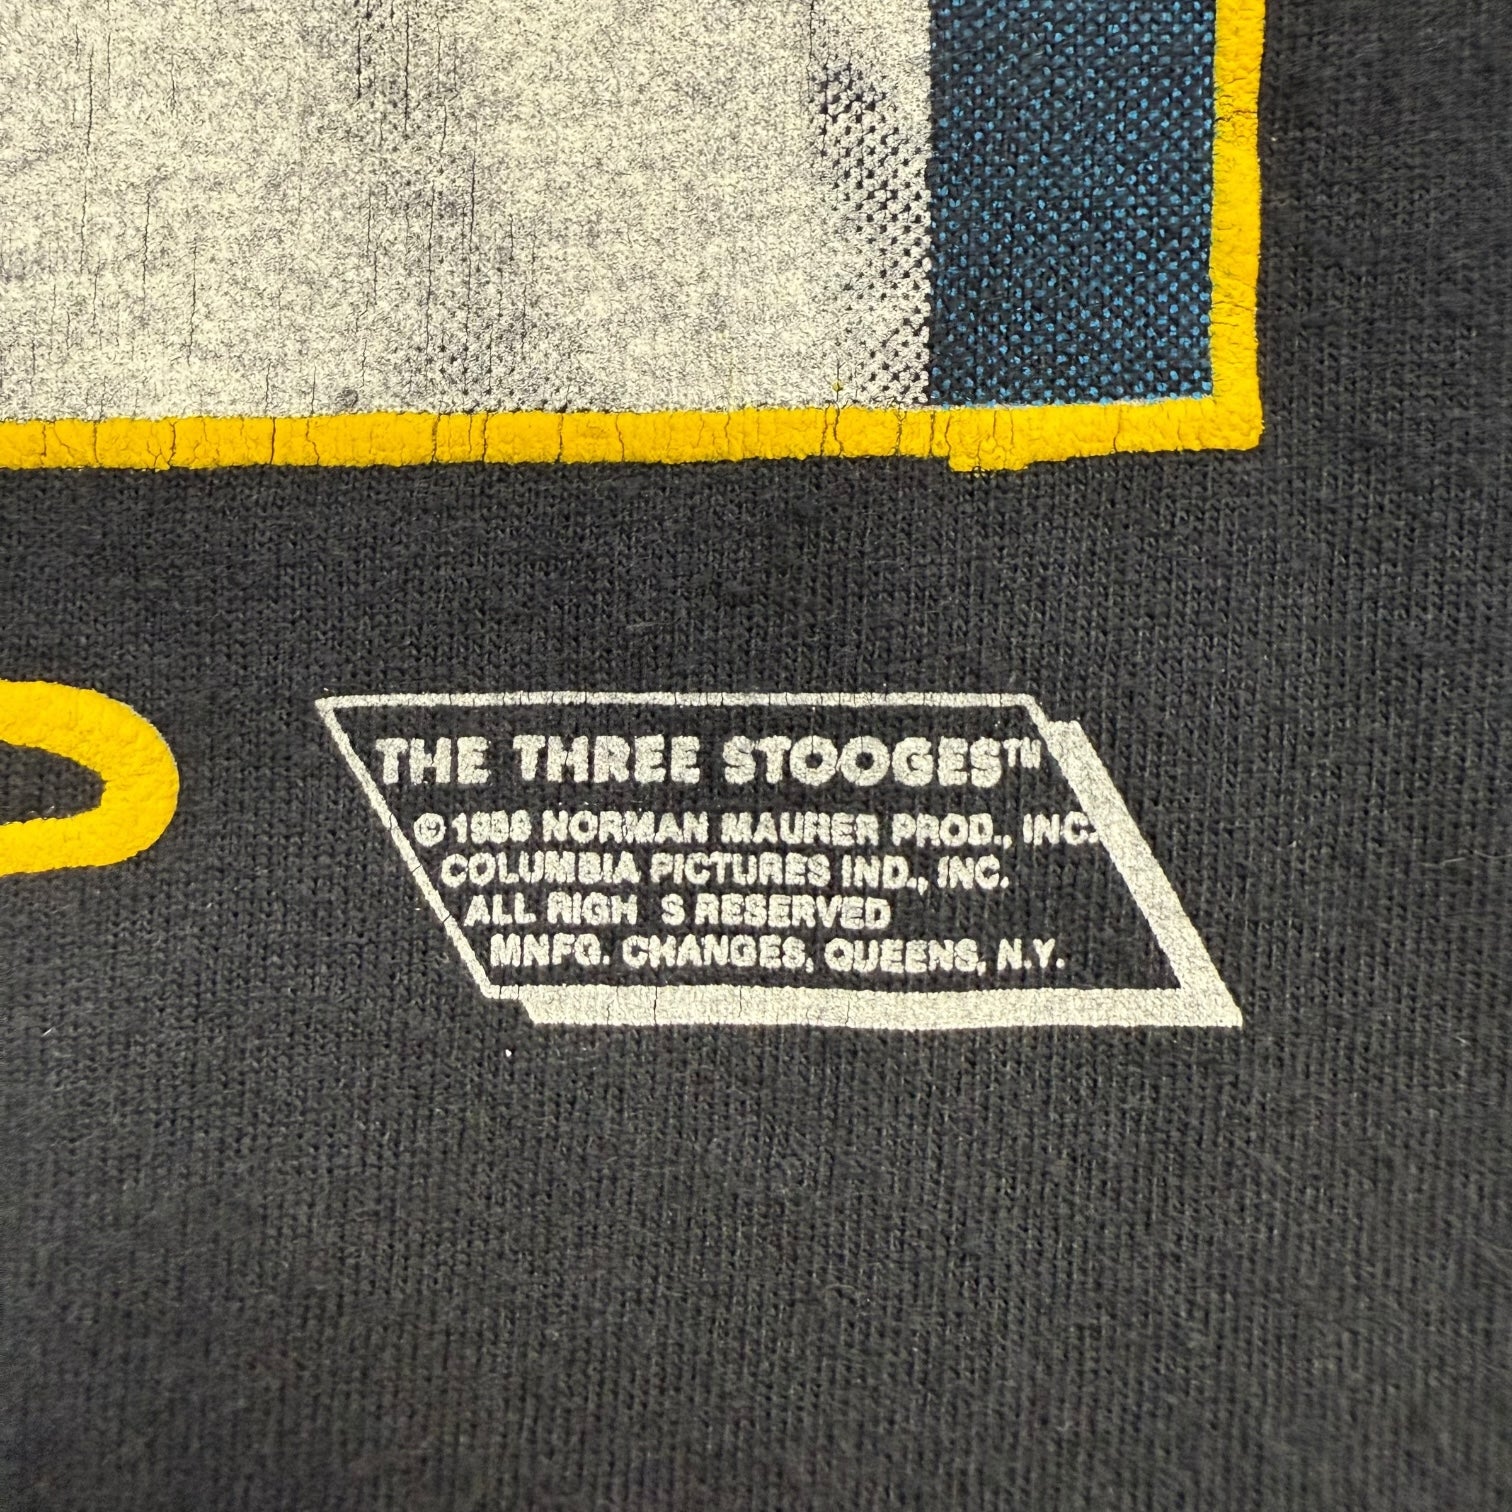 THE THREE STOOGES™
© NORMAN MAURER PROD., INC.
COLUMBIA PICTURES IND., INC.
ALL RIGH S RESERVED
MNFG. CHANGES, QUEENS, N.Y.